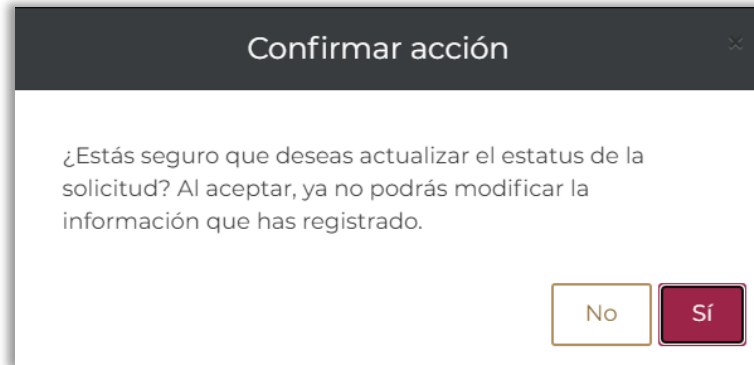 Confirmar acción
×
¿Estás seguro que deseas actualizar el estatus de la
solicitud? Al aceptar, ya no podrás modificar la
información que has registrado.
No
Sí